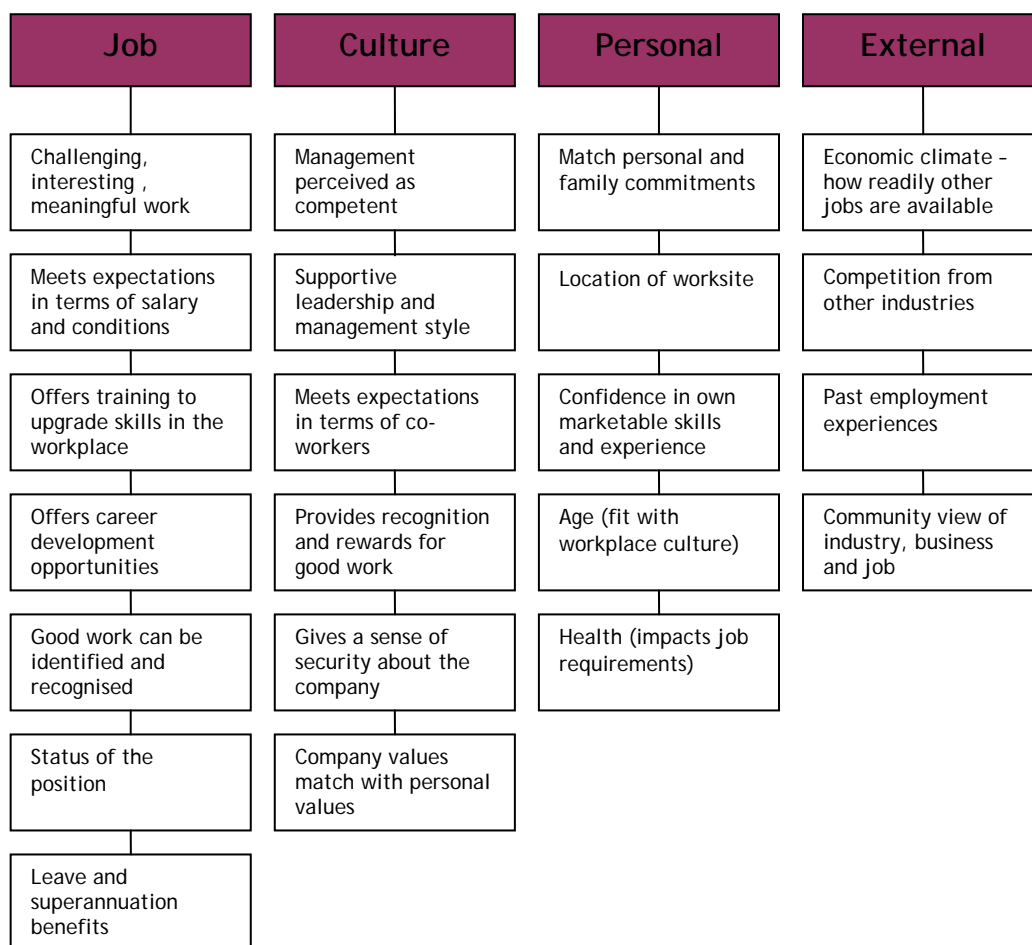 Job
Challenging,
interesting ,
meaningful work
Meets expectations
in terms of salary
and conditions
Offers training to
upgrade skills in the
workplace
Offers career
development
opportunities
Good work can be
identified and
recognised
Status of the
position
Leave and
superannuation
benefits
Culture
Management
perceived as
competent
Supportive
leadership and
management style
Meets expectations
in terms of co-
workers
Provides recognition
and rewards for
good work
Gives a sense of
security about the
company
Company values
match with personal
values
Personal
Match personal and
family commitments
Location of worksite
Confidence in own
marketable skills
and experience
Age (fit with
workplace culture)
Health (impacts job
requirements)
External
Economic climate –
how readily other
jobs are available
Competition from
other industries
Past employment
experiences
Community view of
industry, business
and job